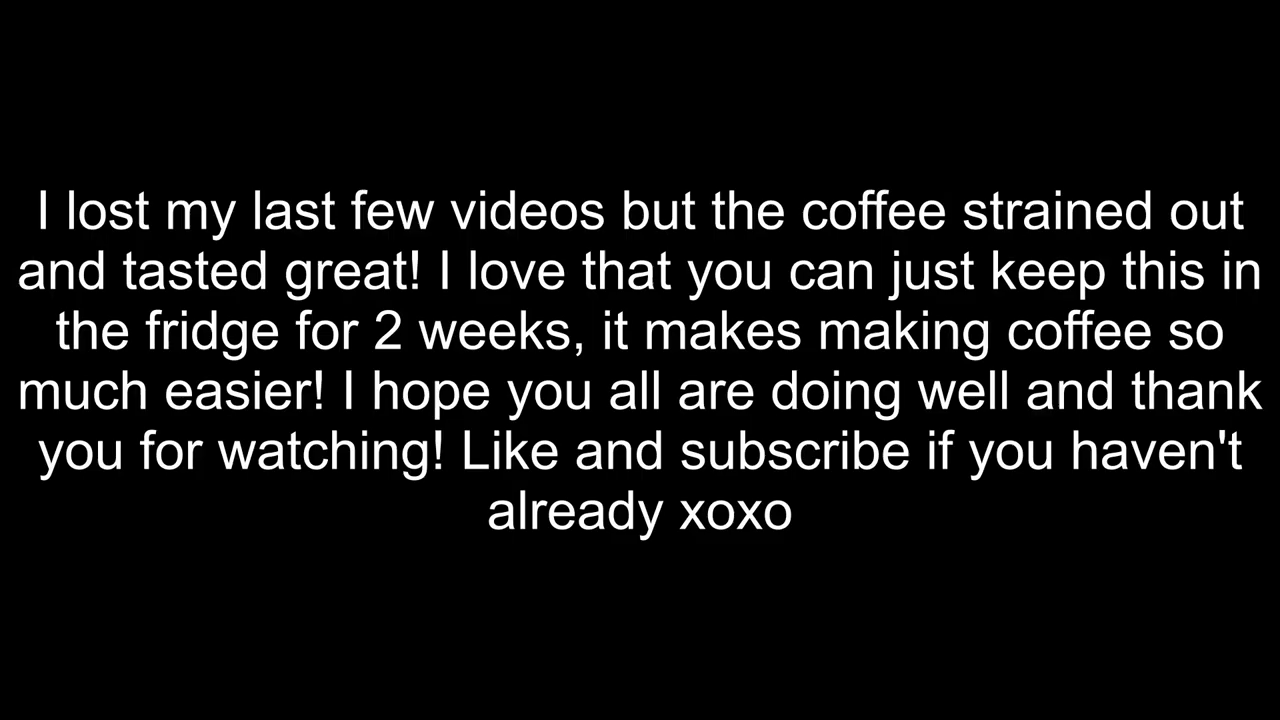 I lost my last few videos but the coffee strained out
and tasted great! I love that you can just keep this in
the fridge for 2 weeks, it makes making coffee so
much easier! I hope you all are doing well and thank
you for watching! Like and subscribe if you haven't
already xoxo